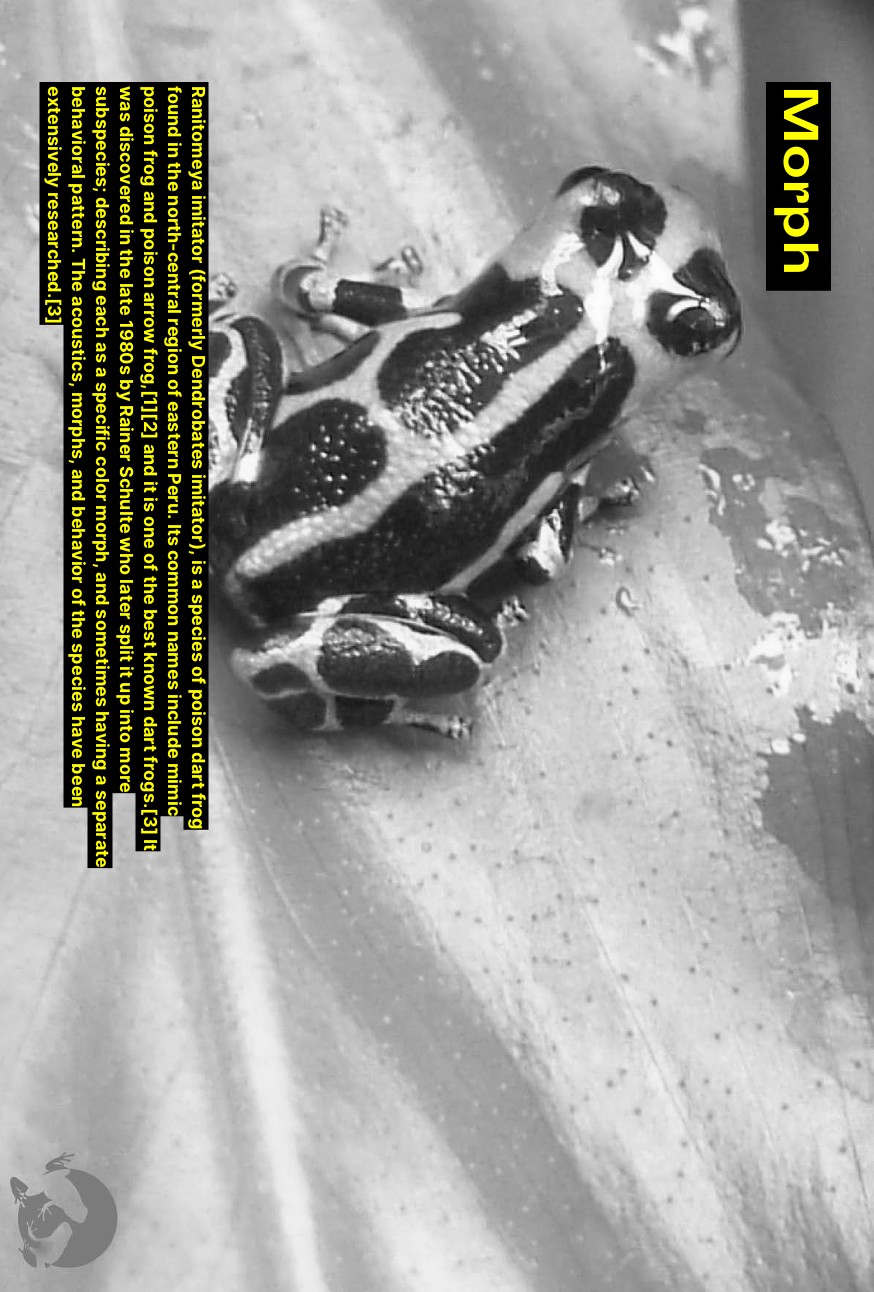 Morph
Ranitomeya imitator (formerly Dendrobates imitator), is a species of poison dart frog
found in the north-central region of eastern Peru. Its common names include mimic
poison frog and poison arrow frog,[1][2] and it is one of the best known dart frogs.[3] It
was discovered in the late 1980s by Rainer Schulte who later split it up into more
subspecies; describing each as a specific color morph, and sometimes having a separate
behavioral pattern. The acoustics, morphs, and behavior of the species have been
extensively researched.[3]